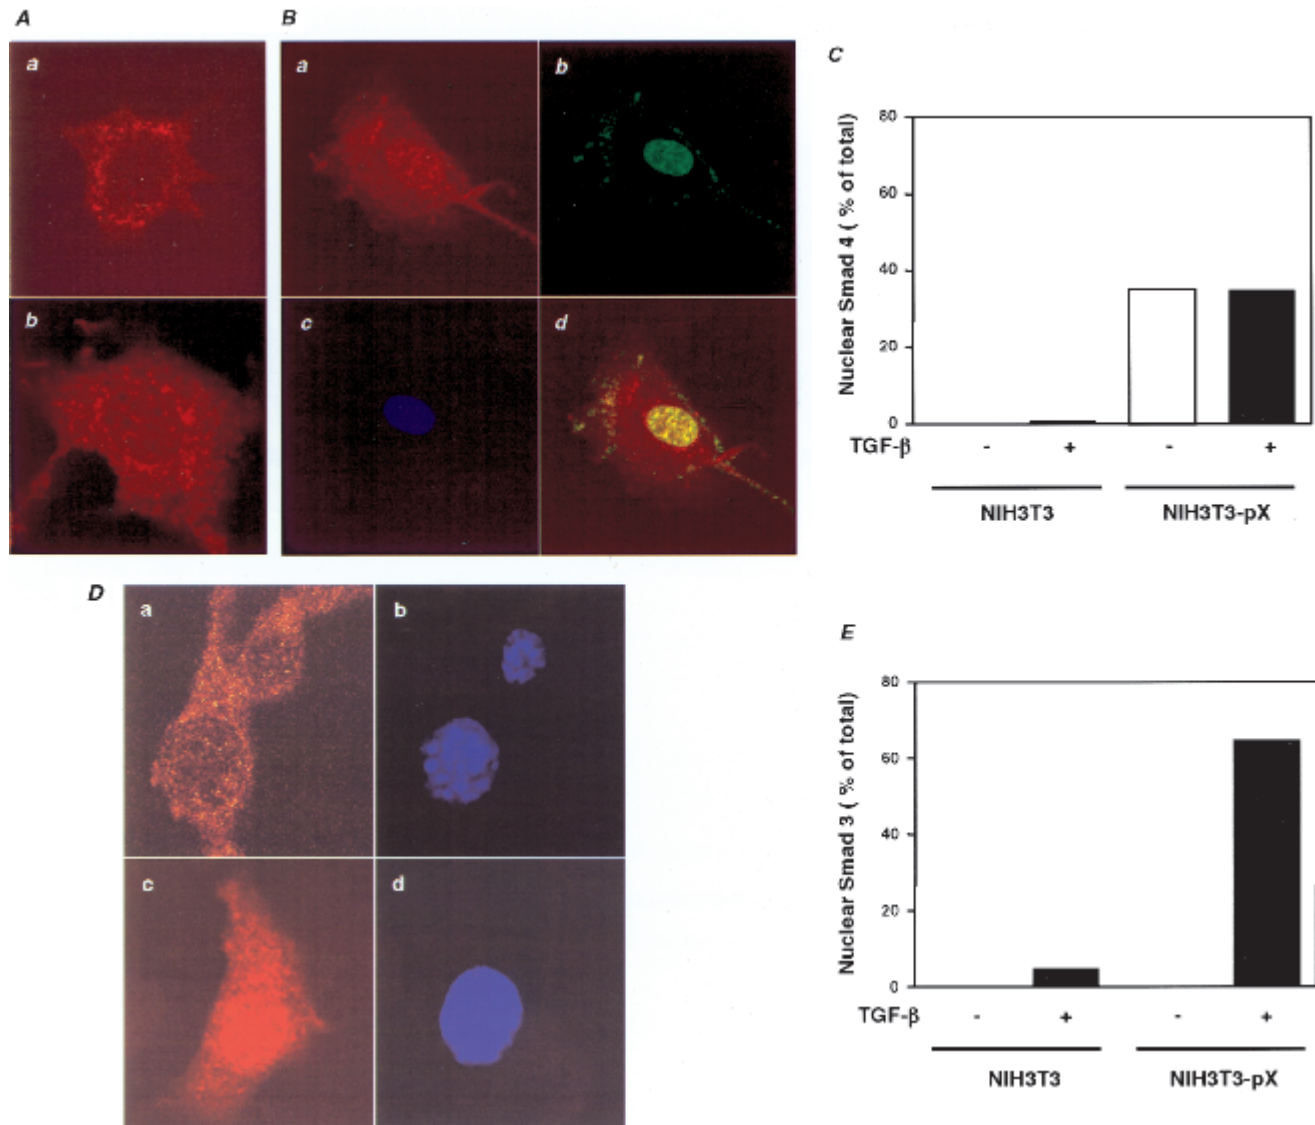 A
B
a
a
b
C
b
c
d
80
60
40
20
0
Nuclear Smad 4 ( % of total)
TGF-β - + - +
NIH3T3 NIH3T3-pX
D
a
b
c
d
E
80
60
40
20
0
Nuclear Smad 3 ( % of total)
TGF-β - + - +
NIH3T3 NIH3T3-pX